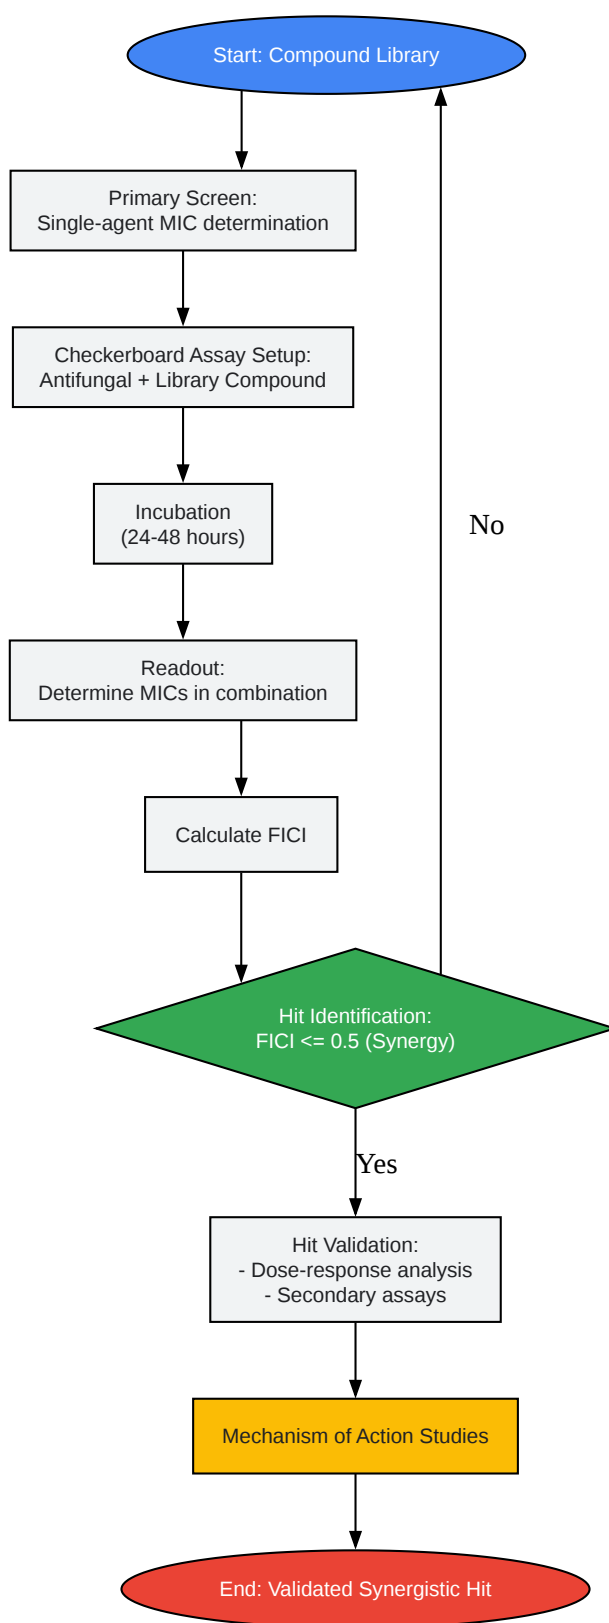 Start: Compound Library
Primary Screen:
Single-agent MIC determination
Checkerboard Assay Setup:
Antifungal + Library Compound
Incubation
(24-48 hours)
No
Readout:
Determine MICs in combination
Calculate FICI
Hit Identification:
FICI <= 0.5 (Synergy)
Yes
Hit Validation:
- Dose-response analysis
- Secondary assays
Mechanism of Action Studies
End: Validated Synergistic Hit